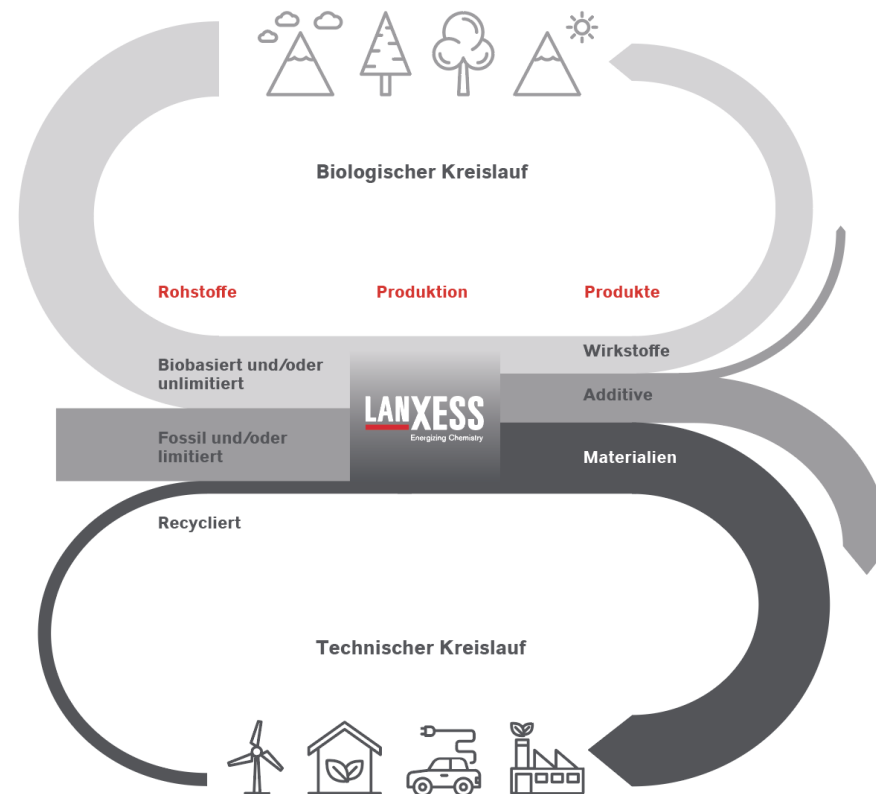 Biologischer Kreislauf
Rohstoffe
Produktion
Produkte
Biobasiert und/oder
unlimitiert
Fossil und/oder
limitiert
Recycliert
LANXESS
Energizing Chemistry
Wirkstoffe
Additive
Materialien
Technischer Kreislauf